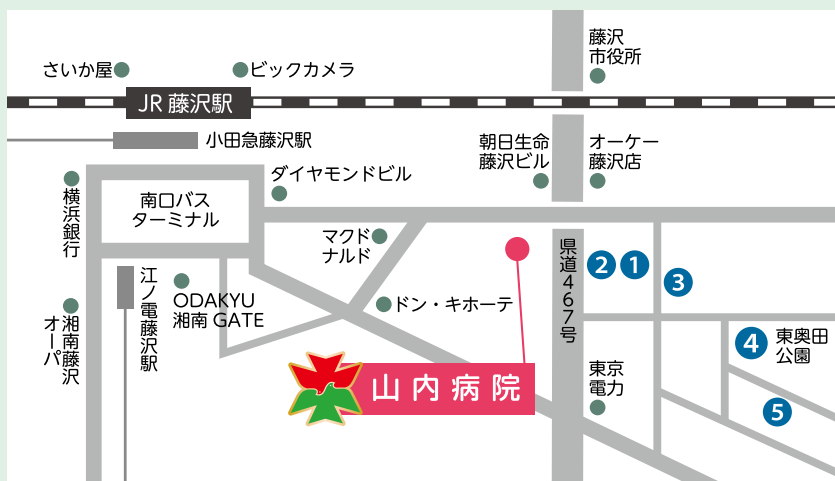 藤沢
市役所
さいか屋
ビックカメラ
JR 藤沢駅
小田急藤沢駅
朝日生命
藤沢ビル
オーケー
藤沢店
ダイヤモンドビル
横浜銀行
南口バス
ターミナル
マクド
ナルド
県道467号
2
1
3
江ノ電藤沢駅
ODAKYU
湘南 GATE
ドン・キホーテ
湘南藤沢
オーパ
4
東奥田
公園
山内病院
東京
電力
5